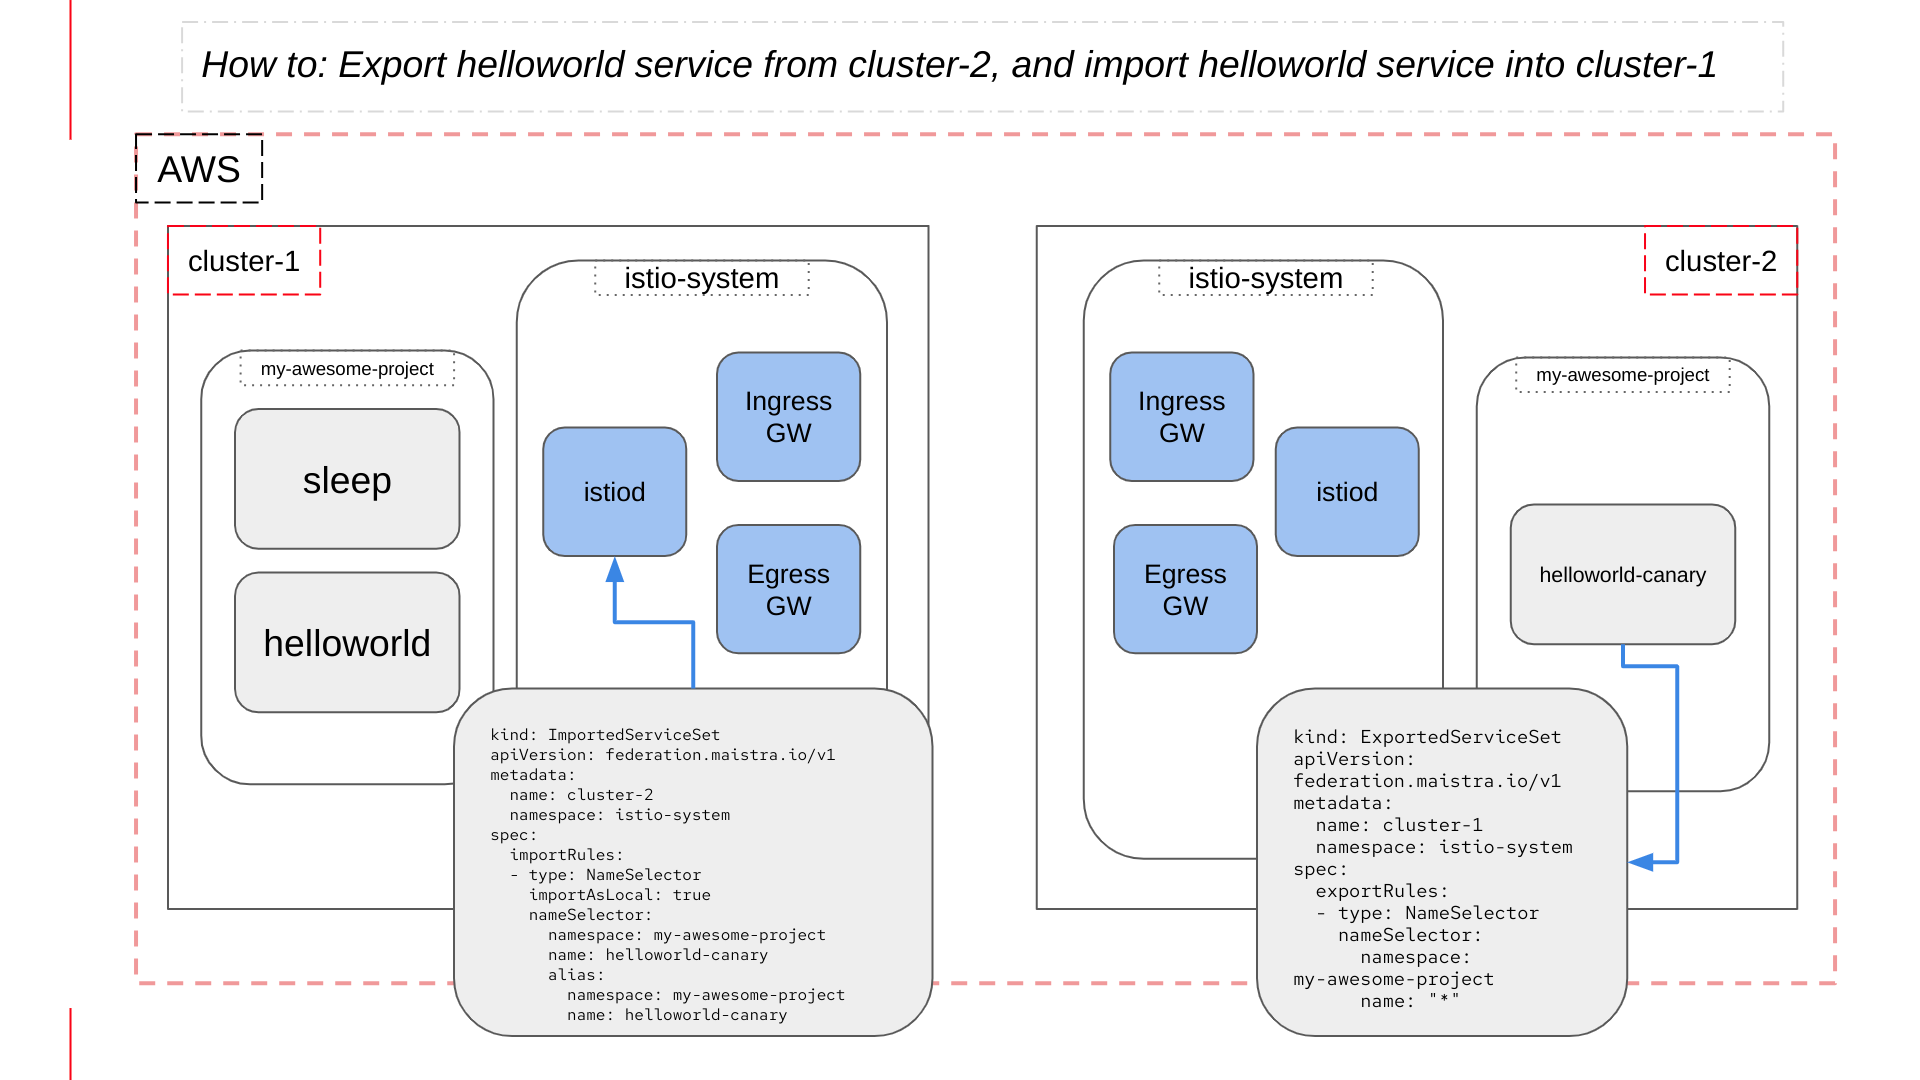 How to: Export helloworld service from cluster-2, and import helloworld service into cluster-1
AWS
cluster-1
istio-system
my-awesome-project
sleep
helloworld
istiod
Ingress
GW
Egress
GW
kind: ImportedServiceSet
apiVersion: federation.maistra.io/v1
metadata:
  name: cluster-2
  namespace: istio-system
spec:
  importRules:
  - type: NameSelector
    importAsLocal: true
    nameSelector:
      namespace: my-awesome-project
      name: helloworld-canary
      alias:
        namespace: my-awesome-project
        name: helloworld-canary
istio-system
cluster-2
Ingress
GW
istiod
Egress
GW
my-awesome-project
helloworld-canary
kind: ExportedServiceSet
apiVersion:
federation.maistra.io/v1
metadata:
  name: cluster-1
  namespace: istio-system
spec:
  exportRules:
  - type: NameSelector
    nameSelector:
      namespace:
my-awesome-project
      name: "*"